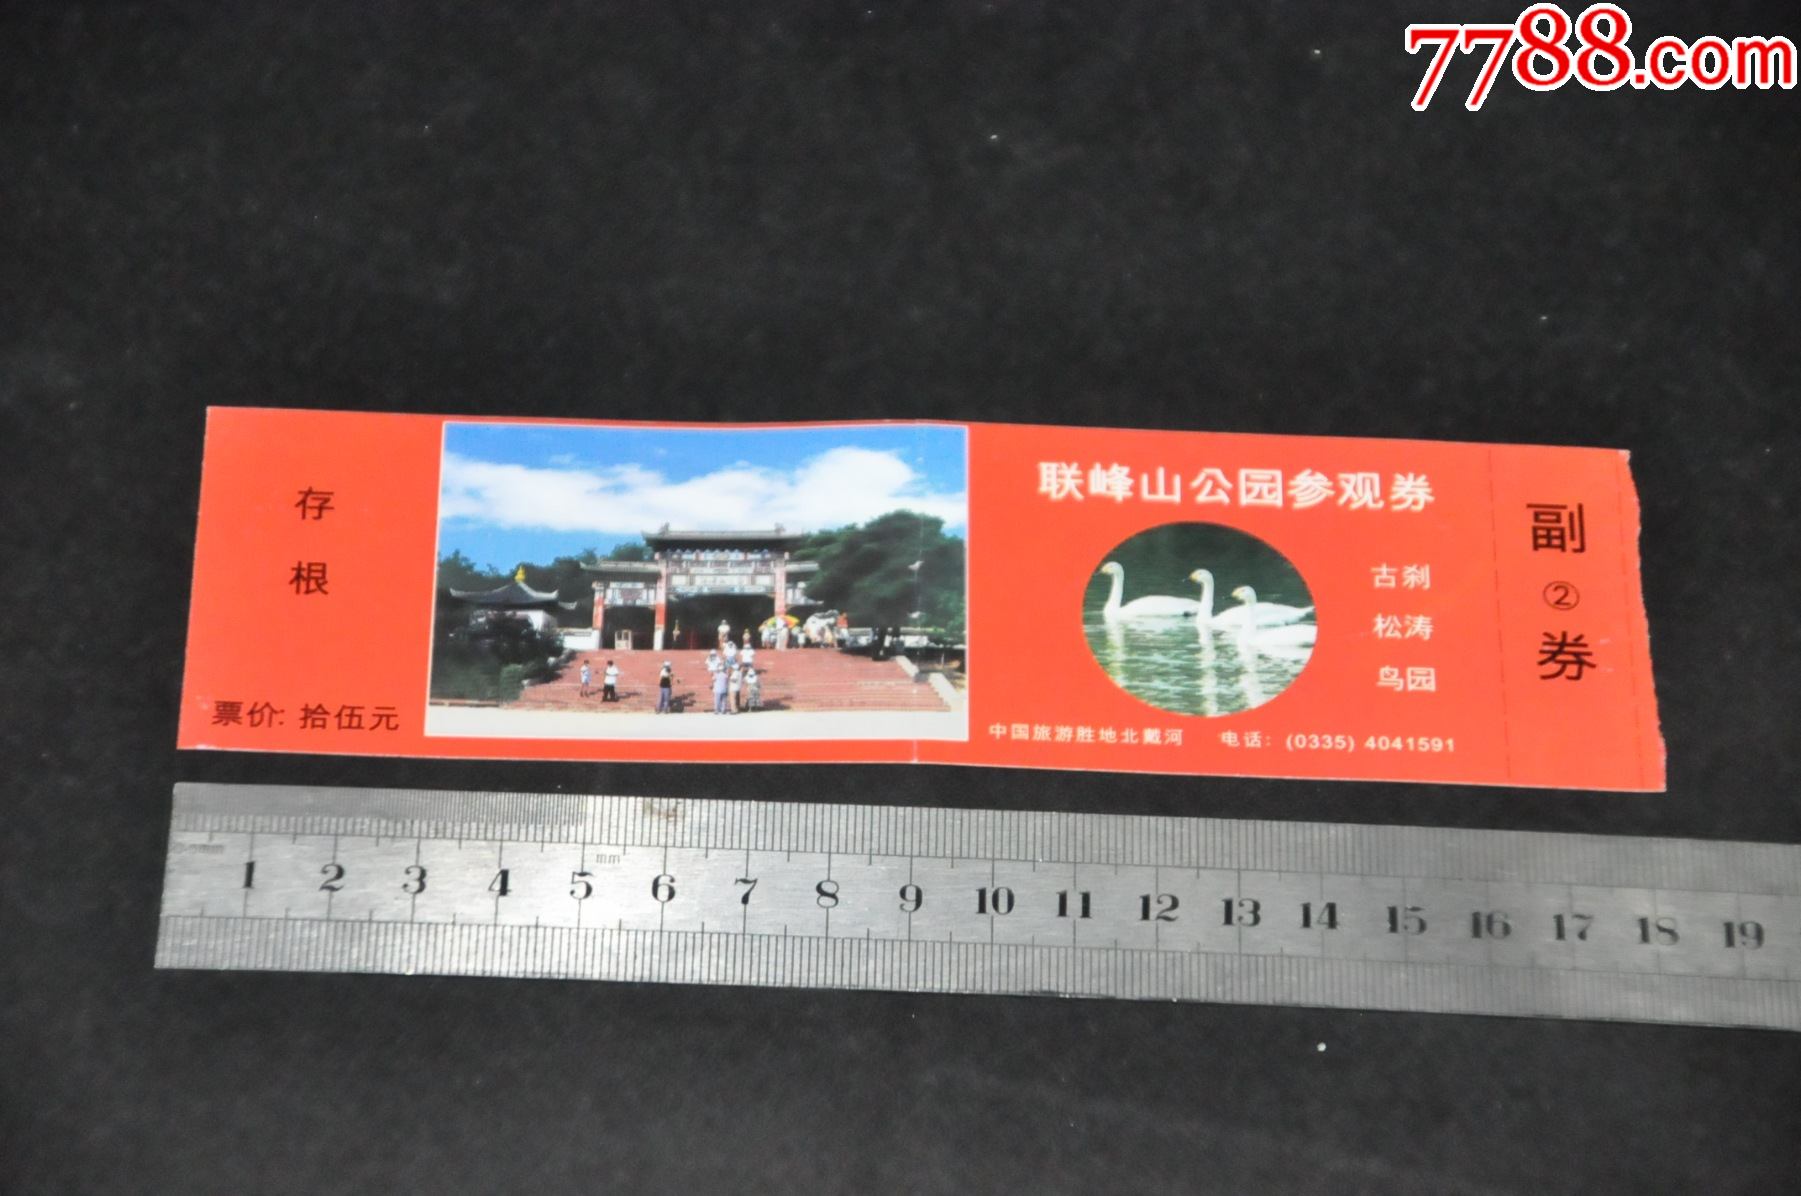 7788.com
存
根
票价: 拾伍元
联峰山公园参观券
古刹
松涛
鸟园
中国旅游胜地北戴河 电话: (0335) 4041591
副
②
券
mm
1 2 3 4 5 6 7 8 9 10 11 12 13 14 15 16 17 18 19